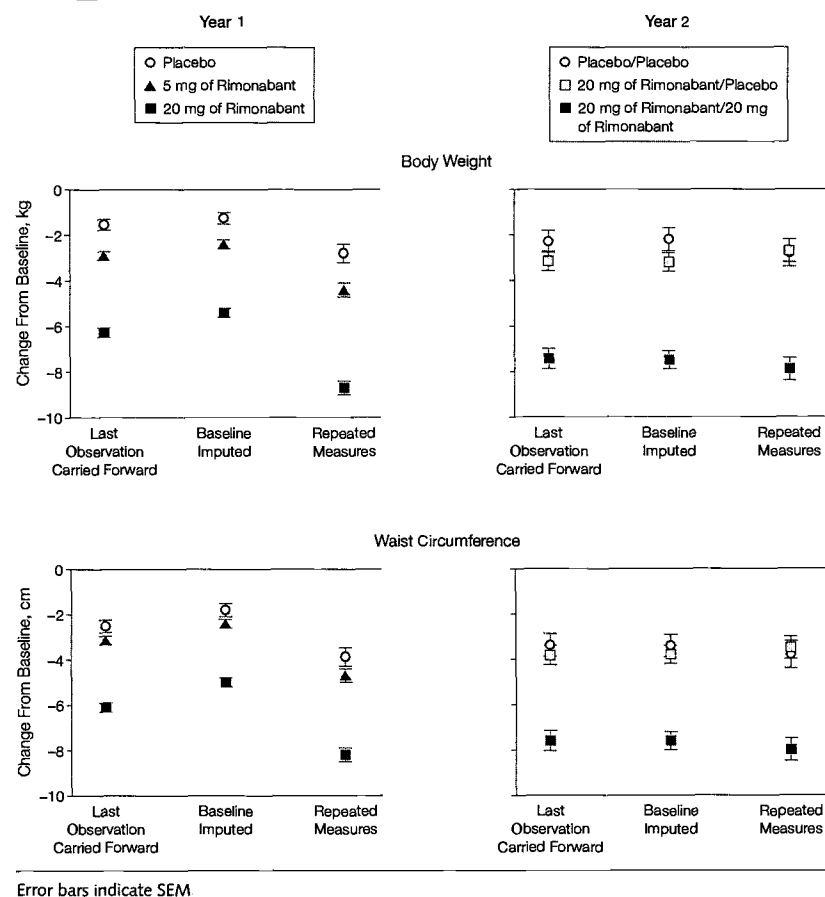 Year 1
Placebo
5 mg of Rimonabant
20 mg of Rimonabant
Year 2
Placebo/Placebo
20 mg of Rimonabant/Placebo
20 mg of Rimonabant/20 mg
of Rimonabant
Body Weight
Change From Baseline, kg
0
−2
−4
−6
−8
−10
Last
Observation
Carried Forward
Baseline
Imputed
Repeated
Measures
Last
Observation
Carried Forward
Baseline
Imputed
Repeated
Measures
Waist Circumference
Change From Baseline, cm
0
−2
−4
−6
−8
−10
Last
Observation
Carried Forward
Baseline
Imputed
Repeated
Measures
Last
Observation
Carried Forward
Baseline
Imputed
Repeated
Measures
Error bars indicate SEM